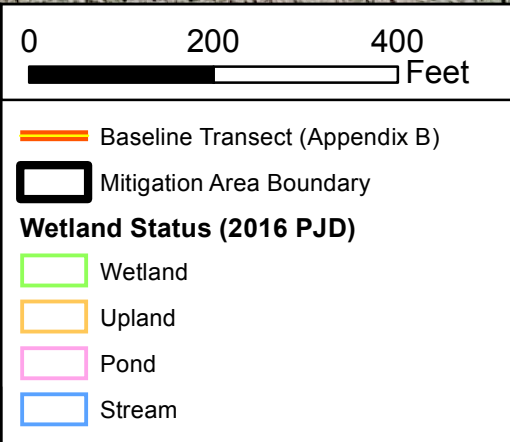 0 200 400
Feet
Baseline Transect (Appendix B)
Mitigation Area Boundary
Wetland Status (2016 PJD)
Wetland
Upland
Pond
Stream